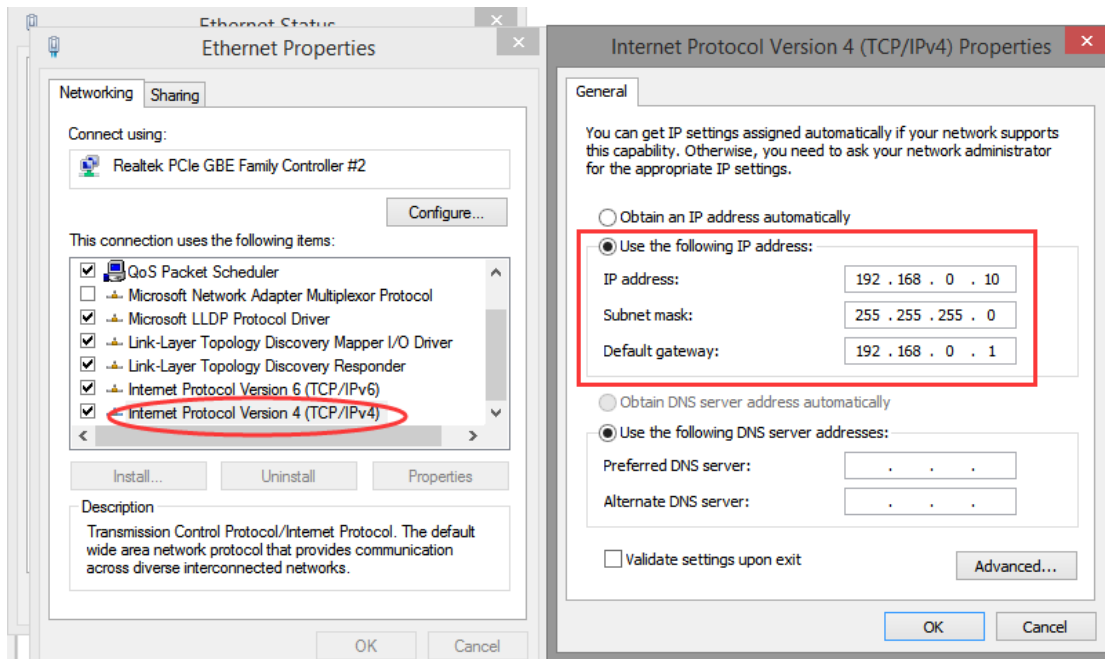 Ethernet Status
Ethernet Properties
Networking
Sharing
Connect using:
Realtek PCIe GBE Family Controller #2
Configure...
This connection uses the following items:
QoS Packet Scheduler
Microsoft Network Adapter Multiplexor Protocol
Microsoft LLDP Protocol Driver
Link-Layer Topology Discovery Mapper I/O Driver
Link-Layer Topology Discovery Responder
Internet Protocol Version 6 (TCP/IPv6)
Internet Protocol Version 4 (TCP/IPv4)
Install...
Uninstall
Properties
Description
Transmission Control Protocol/Internet Protocol. The default
wide area network protocol that provides communication
across diverse interconnected networks.
OK
Cancel
Internet Protocol Version 4 (TCP/IPv4) Properties
General
You can get IP settings assigned automatically if your network supports
this capability. Otherwise, you need to ask your network administrator
for the appropriate IP settings.
Obtain an IP address automatically
Use the following IP address:
IP address:
192 . 168 . 0 . 10
Subnet mask:
255 . 255 . 255 . 0
Default gateway:
192 . 168 . 0 . 1
Obtain DNS server address automatically
Use the following DNS server addresses:
Preferred DNS server:
. . .
Alternate DNS server:
. . .
Validate settings upon exit
Advanced...
OK
Cancel